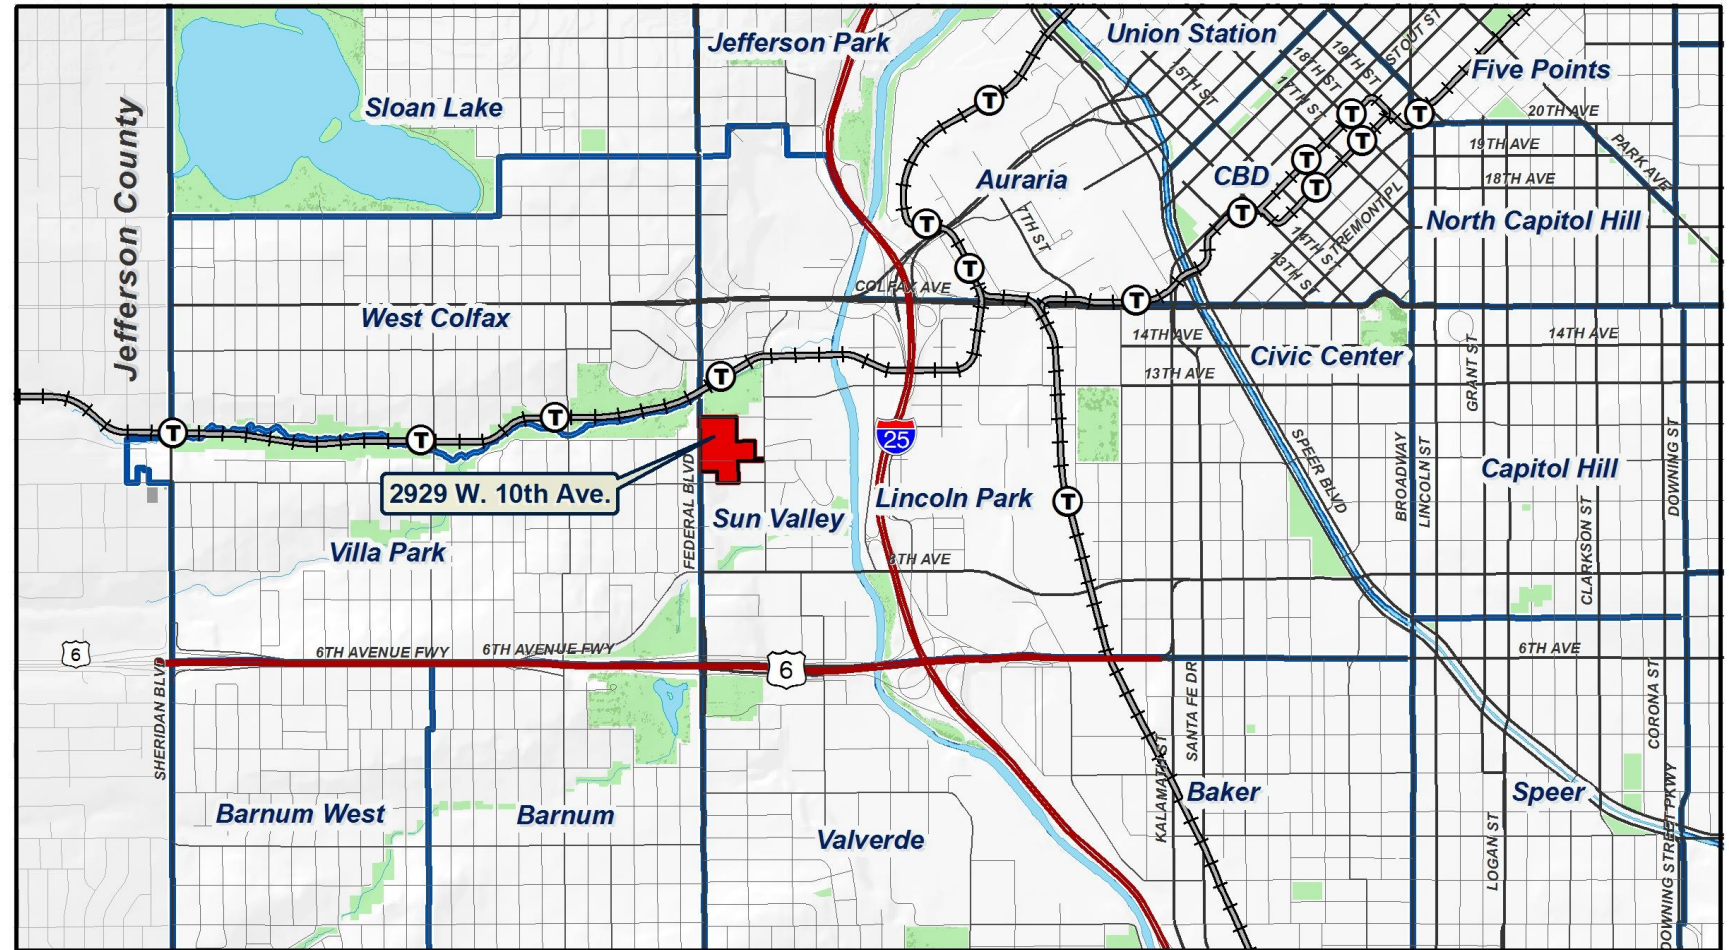 Jefferson Park
Union Station
Five Points
Sloan Lake
Jefferson County
STOUT ST
19TH ST
18TH ST
17TH ST
15TH ST
20TH AVE
19TH AVE
18TH AVE
PARK AVE
T
T
T
T
T
T
T
T
T
T
CBD
Auraria
7TH ST
TREMONT PL
14TH ST
13TH ST
North Capitol Hill
COLFAX AVE
T
West Colfax
14TH AVE
14TH AVE
Civic Center
13TH AVE
GRANT ST
T
T
T
T
25
2929 W. 10th Ave.
FEDERAL BLVD
Lincoln Park
T
SPEER BLVD
BROADWAY
LINCOLN ST
Capitol Hill
DOWNING ST
CLARKSON ST
Sun Valley
Villa Park
8TH AVE
6
6TH AVENUE FWY
6TH AVENUE FWY
6
6TH AVE
SHERIDAN BLVD
SANTA FE DR
KALAMATH ST
CORONA ST
Barnum West
Barnum
Valverde
Baker
Speer
LOGAN ST
DOWNING STREET PKWY